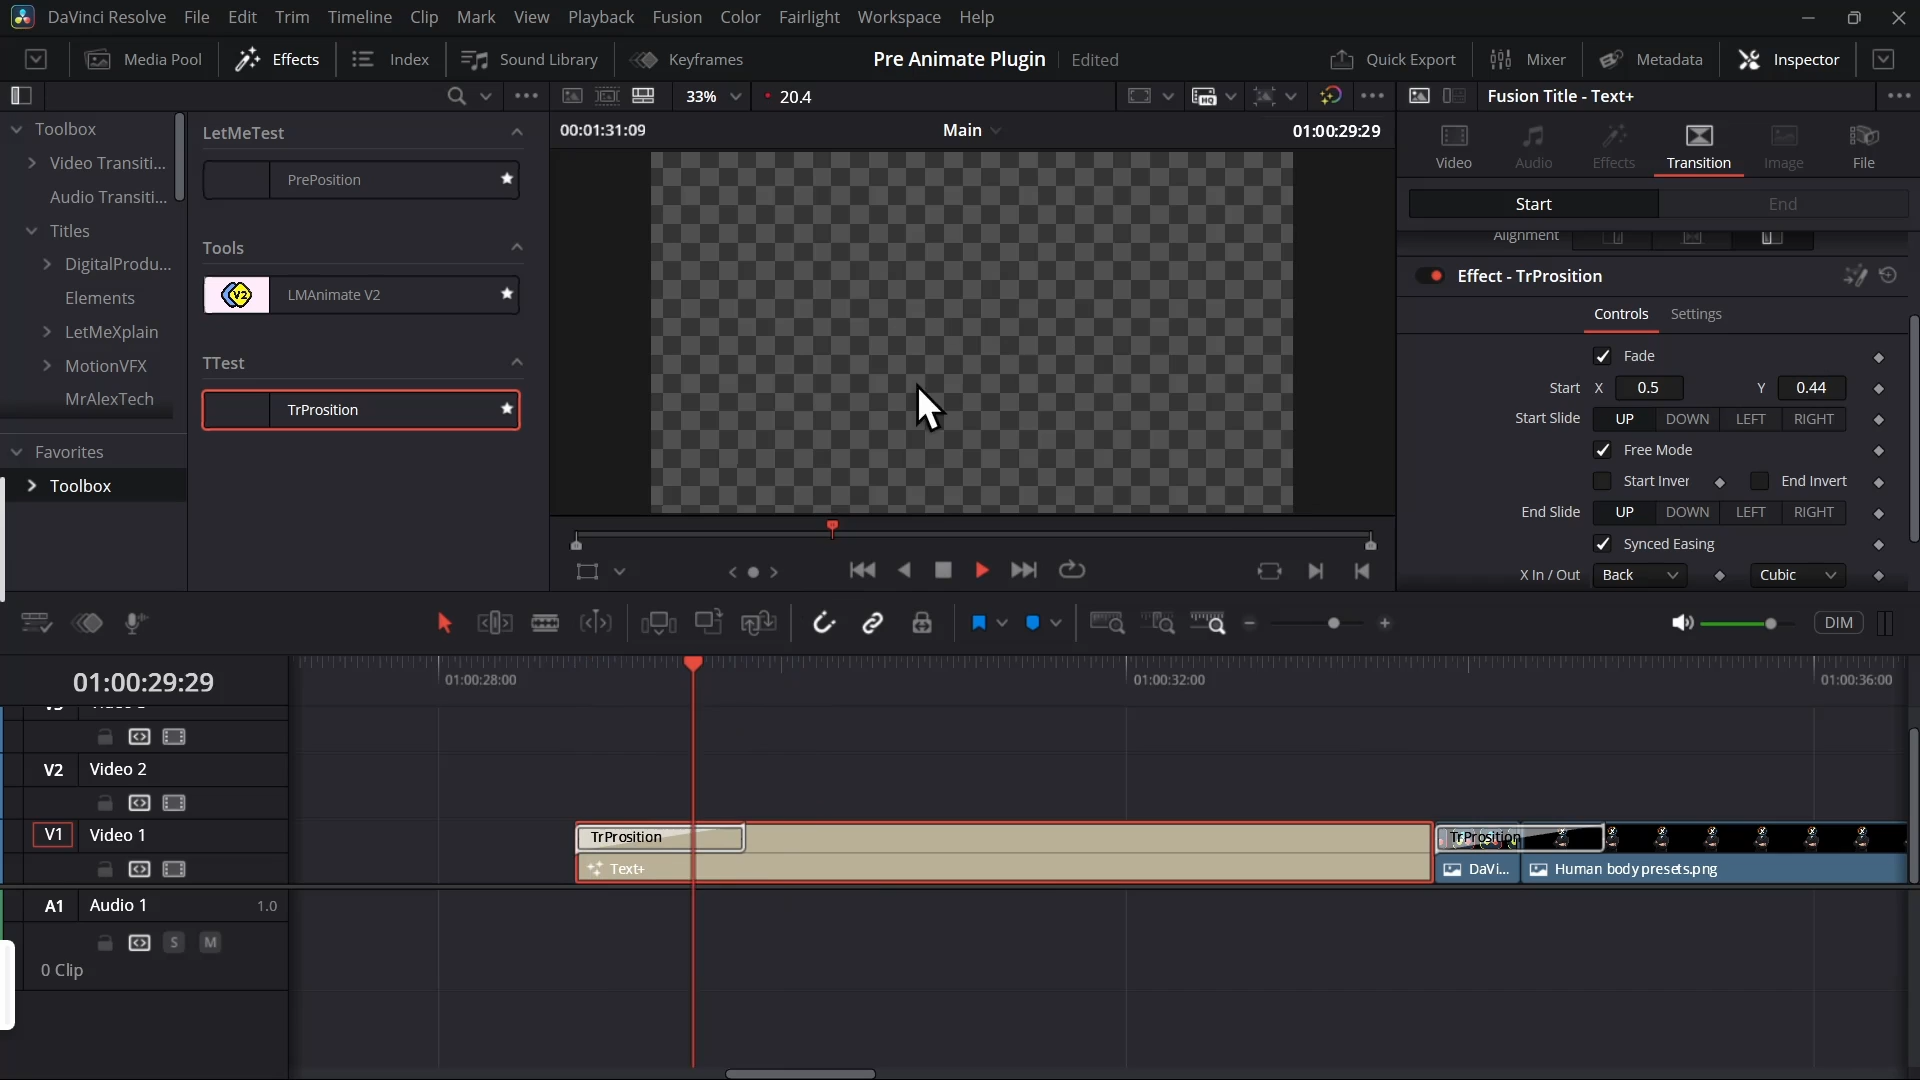 DaVinci Resolve File Edit Trim Timeline Clip Mark View Playback Fusion Color Fairlight Workspace Help
Media Pool Effects Index Sound Library Keyframes Pre Animate Plugin Edited Quick Export Mixer Metadata Inspector
33% 20.4 Fusion Title - Text+
00:01:31:09 Main 01:00:29:29
Toolbox
Video Transiti...
Audio Transiti...
Titles
DigitalProdu...
Elements
LetMeXplain
MotionVFX
MrAlexTech
Favorites
Toolbox
LetMeTest
PrePosition
Tools
V2 LMAnimate V2
TTest
TrProsition
Video Audio Effects Transition Image File
Start End
Alignment
Effect - TrProsition
Controls Settings
Fade
Start X 0.5 Y 0.44
Start Slide UP DOWN LEFT RIGHT
Free Mode
Start Inver End Invert
End Slide UP DOWN LEFT RIGHT
Synced Easing
X In / Out Back Cubic
DIM
01:00:29:29 01:00:28:00 01:00:32:00 01:00:36:00
V2 Video 2
V1 Video 1
TrProsition TrProsition
Text+ DaVi... Human body presets.png
A1 Audio 1 1.0
S M
0 Clip